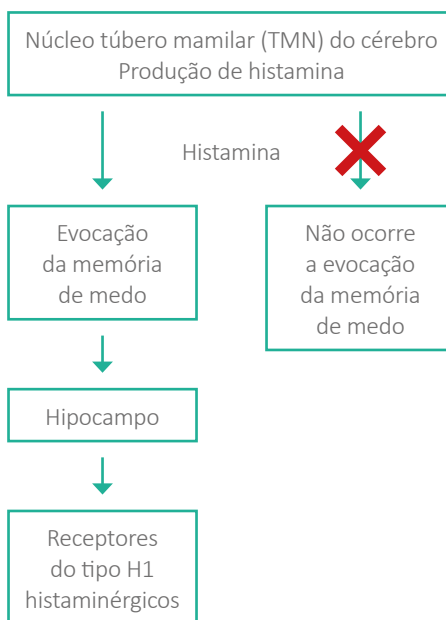 Núcleo túbero mamilar (TMN) do cérebro
Produção de histamina
Histamina
Evocação
da memória
de medo
Não ocorre
a evocação
da memória
de medo
Hipocampo
Receptores
do tipo H1
histaminérgicos